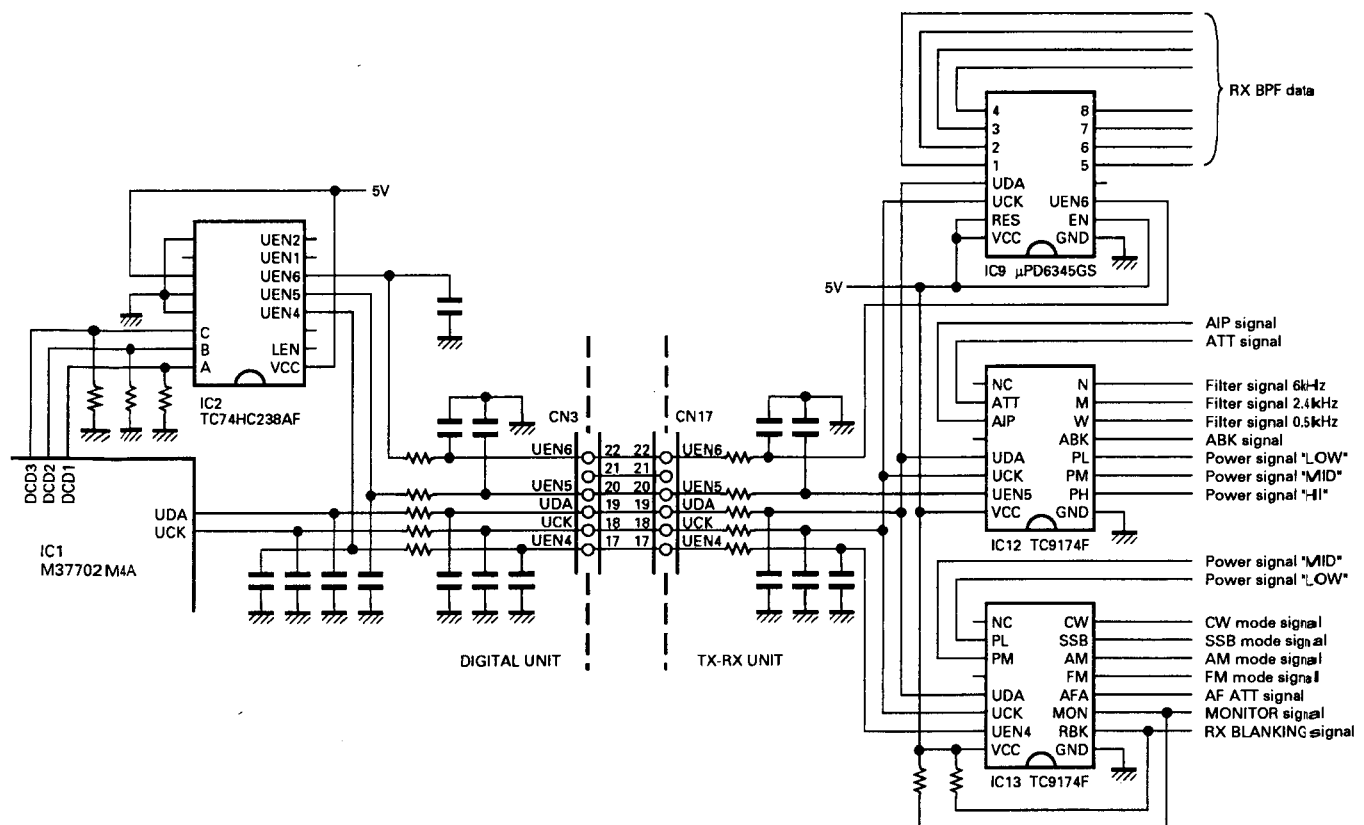 RX BPF data
4 8
3 7
2 6
1 5
UDA
UCK UEN6
RES EN
VCC GND
IC9 µPD6345GS
5V
5V
UEN2
UEN1
UEN6
UEN5
UEN4
C
B LEN
A VCC
IC2
TC74HC238AF
DCD3
DCD2
DCD1
UDA
UCK
IC1
M37702M4A
CN3 CN17
UEN6 22 22 UEN6
21 21
UEN5 20 20 UEN5
UDA 19 19 UDA
UCK 18 18 UCK
UEN4 17 17 UEN4
DIGITAL UNIT TX-RX UNIT
AIP signal
ATT signal
NC N Filter signal 6kHz
ATT M Filter signal 2.4kHz
AIP W Filter signal 0.5kHz
ABK ABK signal
UDA PL Power signal "LOW"
UCK PM Power signal "MID"
UEN5 PH Power signal "HI"
VCC GND
IC12 TC9174F
Power signal "MID"
Power signal "LOW"
NC CW CW mode signal
PL SSB SSB mode signal
PM AM AM mode signal
FM FM mode signal
UDA AFA AF ATT signal
UCK MON MONITOR signal
UEN4 RBK RX BLANKING signal
VCC GND
IC13 TC9174F